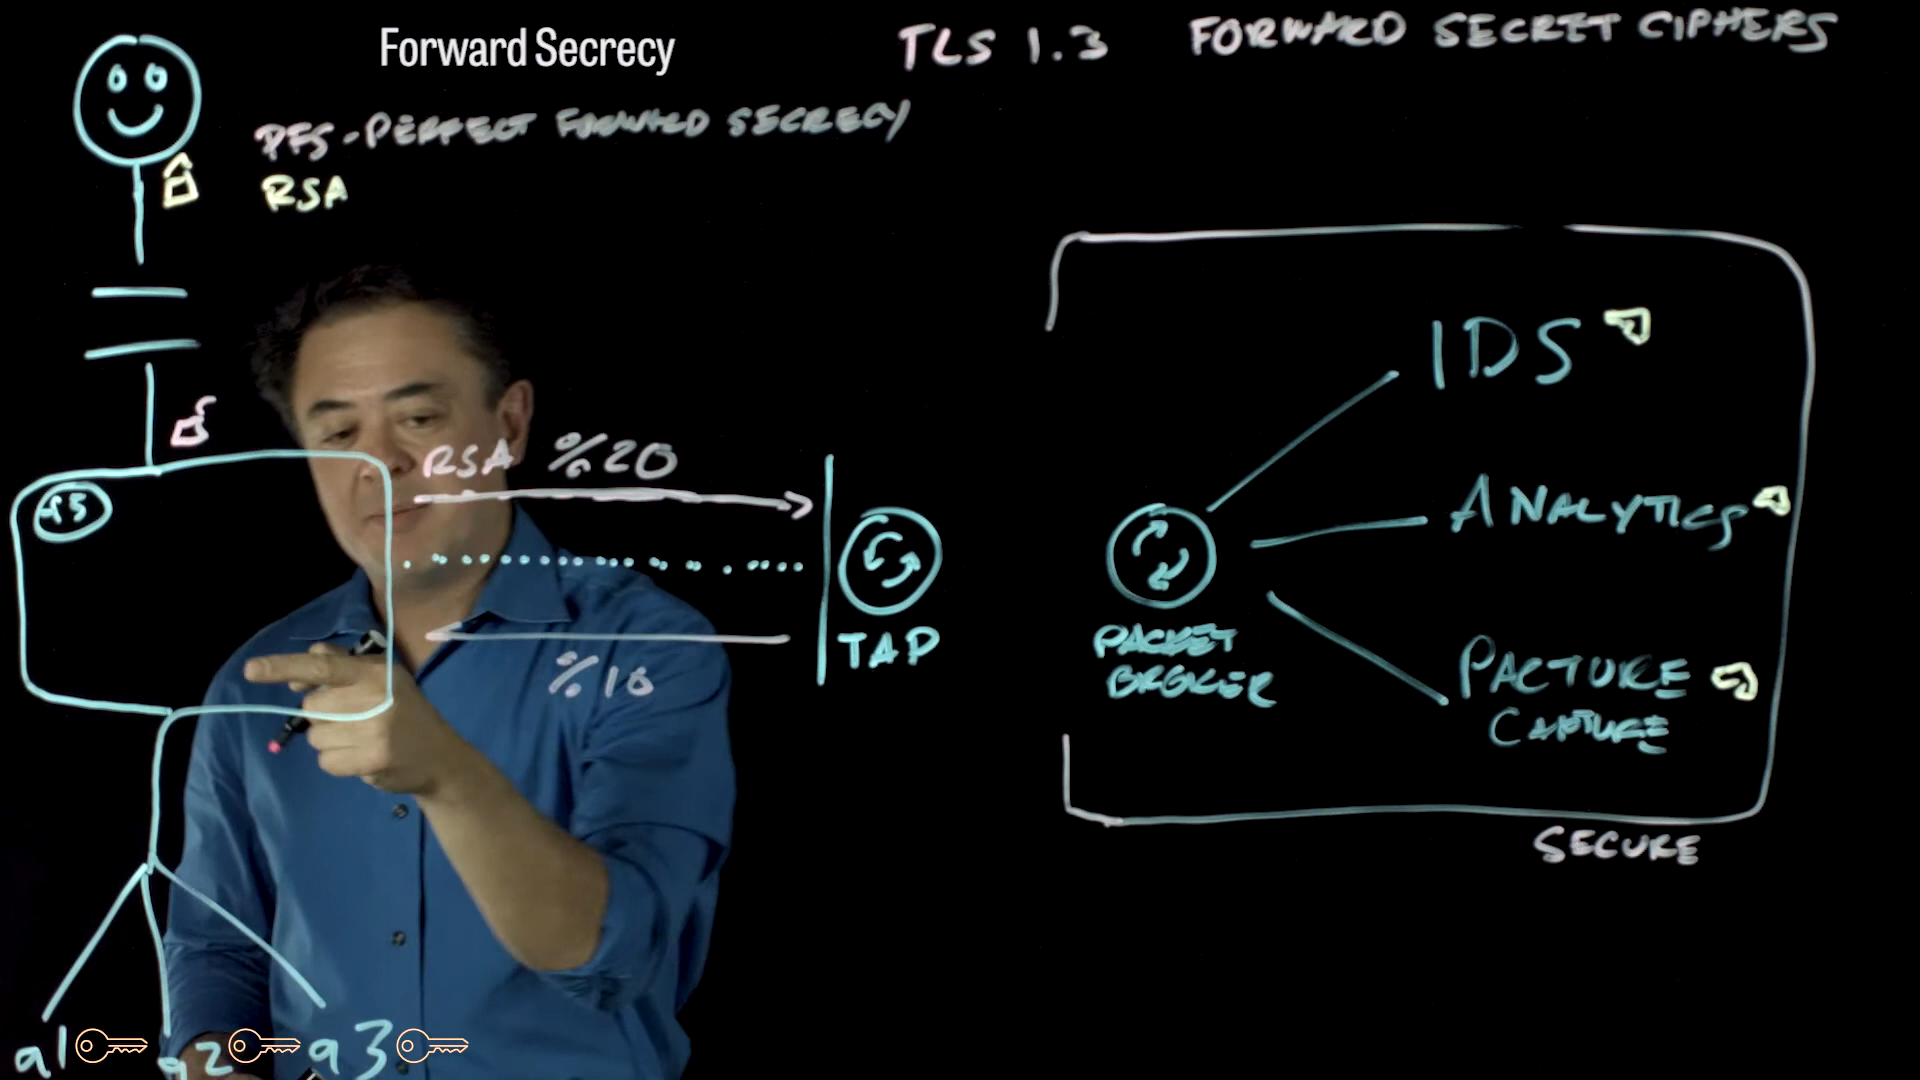 Forward Secrecy
TLS 1.3 FORWARD SECRET CIPHERS
PFS - PERFECT FORWARD SECRECY
RSA
IDS
RSA %20
f5
ANALYTICS
TAP
PACKET
BROKER
%10
PACTURE
CAPTURE
SECURE
a1 a2 a3